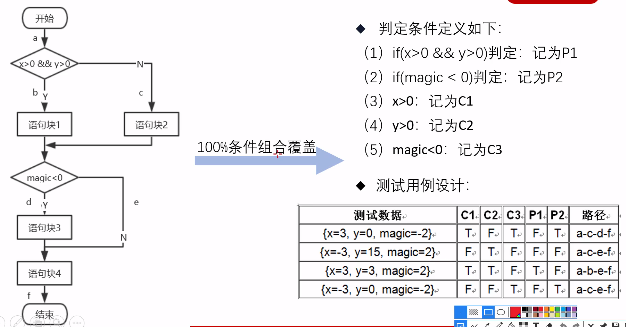 开始
a
x>0 && y>0
N
b
Y
c
语句块1
语句块2
magic<0
d
Y
e
语句块3
N
语句块4
f
结束
100%条件组合覆盖
◆ 判定条件定义如下:
(1) if(x>0 && y>0)判定: 记为P1
(2) if(magic < 0)判定: 记为P2
(3) x>0: 记为C1
(4) y>0: 记为C2
(5) magic<0: 记为C3
◆ 测试用例设计:
测试数据 C1 C2 C3 P1 P2 路径
{x=3, y=0, magic=-2} T F T F T a-c-d-f
{x=-3, y=15, magic=2} F T F F F a-c-e-f
{x=3, y=3, magic=2} T T F T F a-b-e-f
{x=-3, y=0, magic=-2} F F T F T a-c-e-f